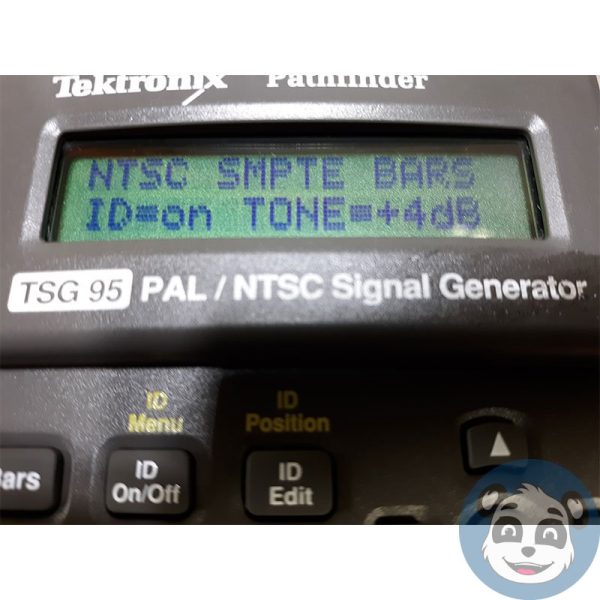 Tektronix Pathfinder
NTSC SMPTE BARS
ID=on TONE=+4dB
TSG 95 PAL / NTSC Signal Generator
ID Menu
ID Position
Bars
ID On/Off
ID Edit